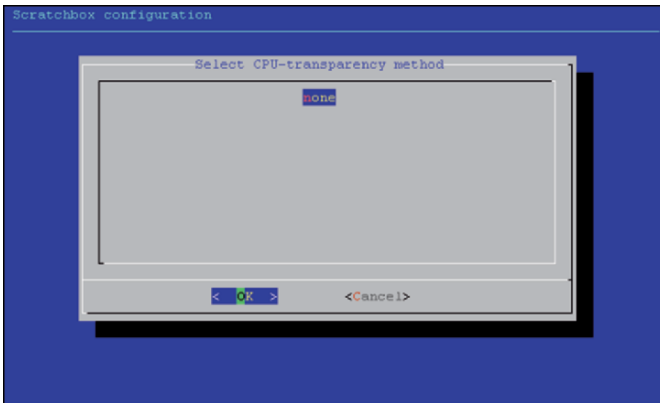 Scratchbox configuration
Select CPU-transparency method
none
< OK > <Cancel>